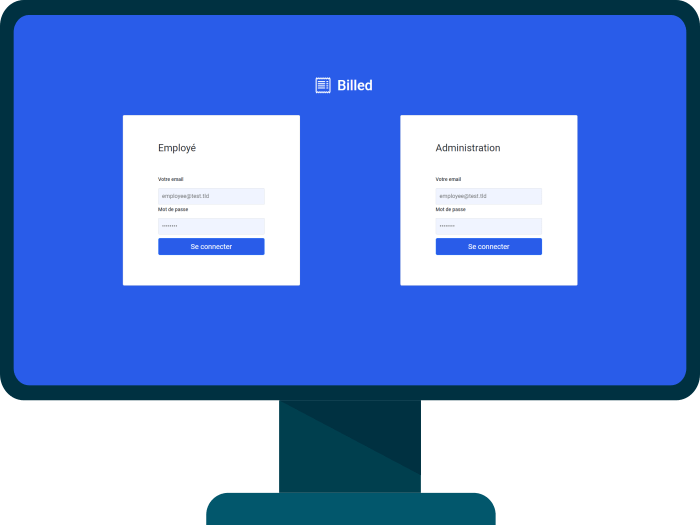 Billed
Employé
Votre email
employee@test.tld
Mot de passe
••••••••
Se connecter
Administration
Votre email
employee@test.tld
Mot de passe
••••••••
Se connecter